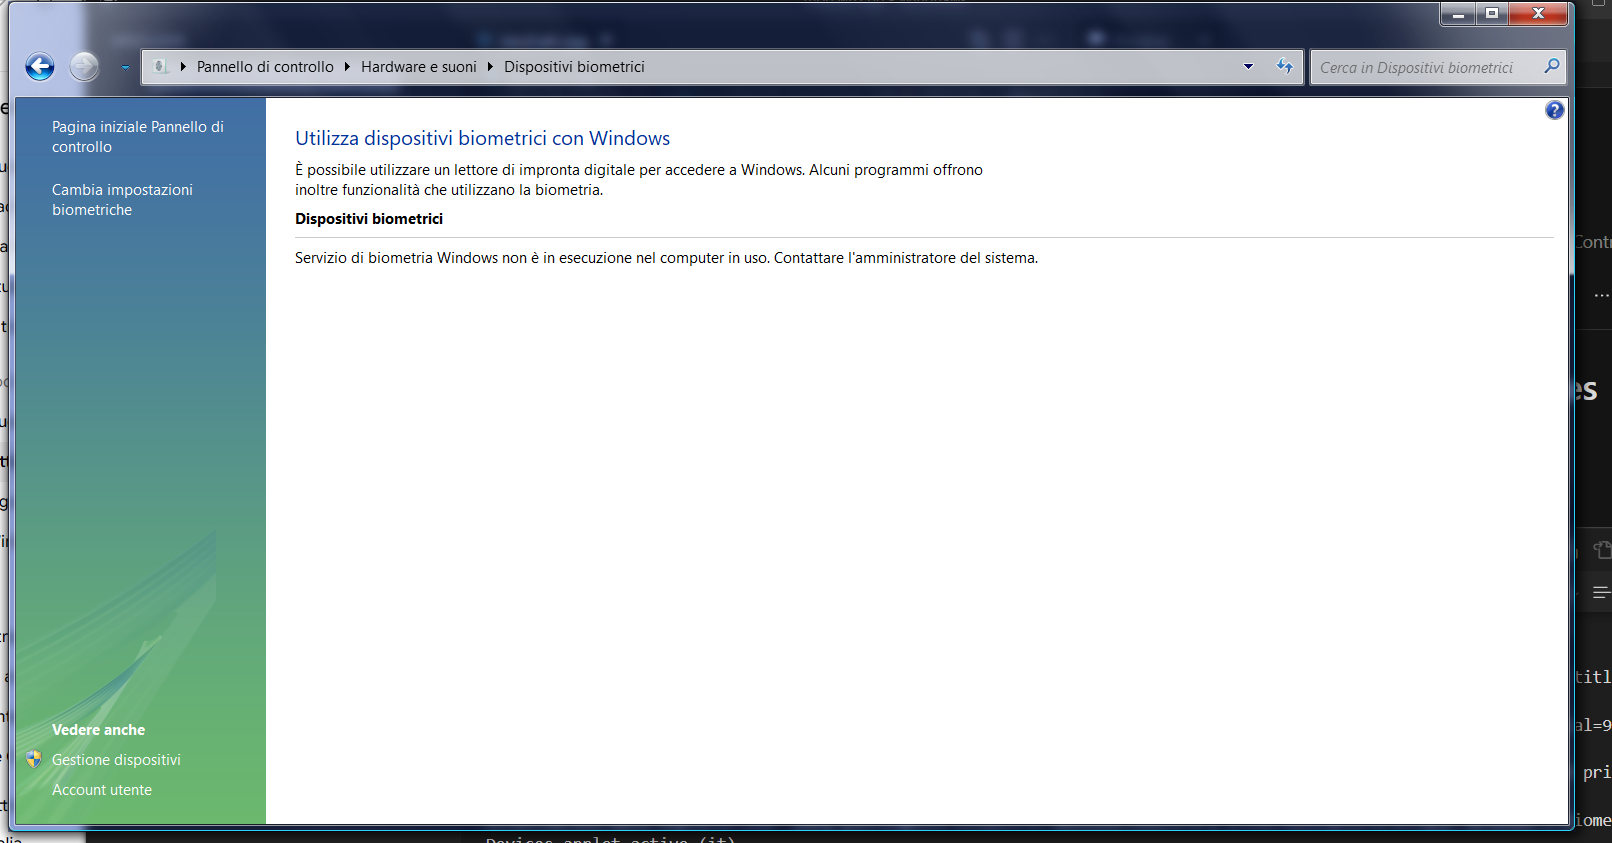 Pannello di controllo
Hardware e suoni
Dispositivi biometrici
Cerca in Dispositivi biometrici
Pagina iniziale Pannello di
controllo
Cambia impostazioni
biometriche
Utilizza dispositivi biometrici con Windows
È possibile utilizzare un lettore di impronta digitale per accedere a Windows. Alcuni programmi offrono
inoltre funzionalità che utilizzano la biometria.
Dispositivi biometrici
Servizio di biometria Windows non è in esecuzione nel computer in uso. Contattare l'amministratore del sistema.
Vedere anche
Gestione dispositivi
Account utente